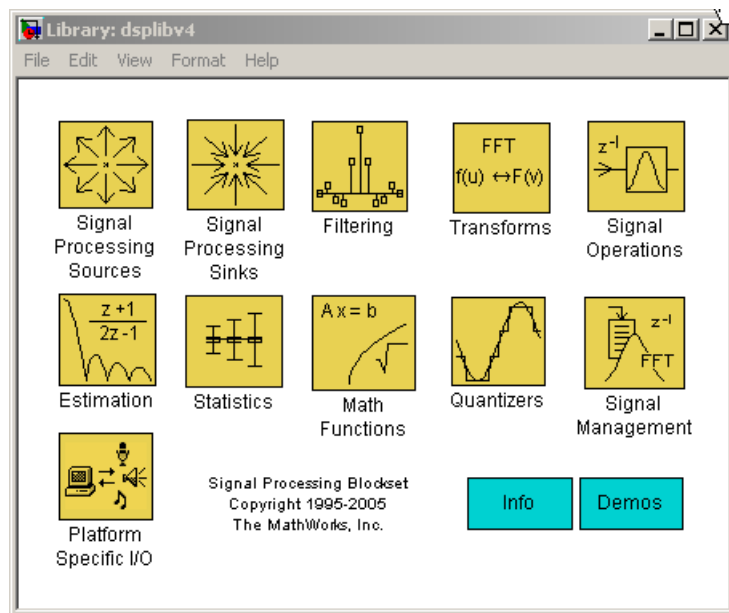 Library: dsplibv4
File Edit View Format Help
FFT
f(u) ↔F(v)
z-1
Signal
Processing
Sources
Signal
Processing
Sinks
Filtering
Transforms
Signal
Operations
z+1
2z-1
Ax = b
√
z-1
FFT
Estimation
Statistics
Math
Functions
Quantizers
Signal
Management
Platform
Specific I/O
Signal Processing Blockset
Copyright 1995-2005
The MathWorks, Inc.
Info
Demos